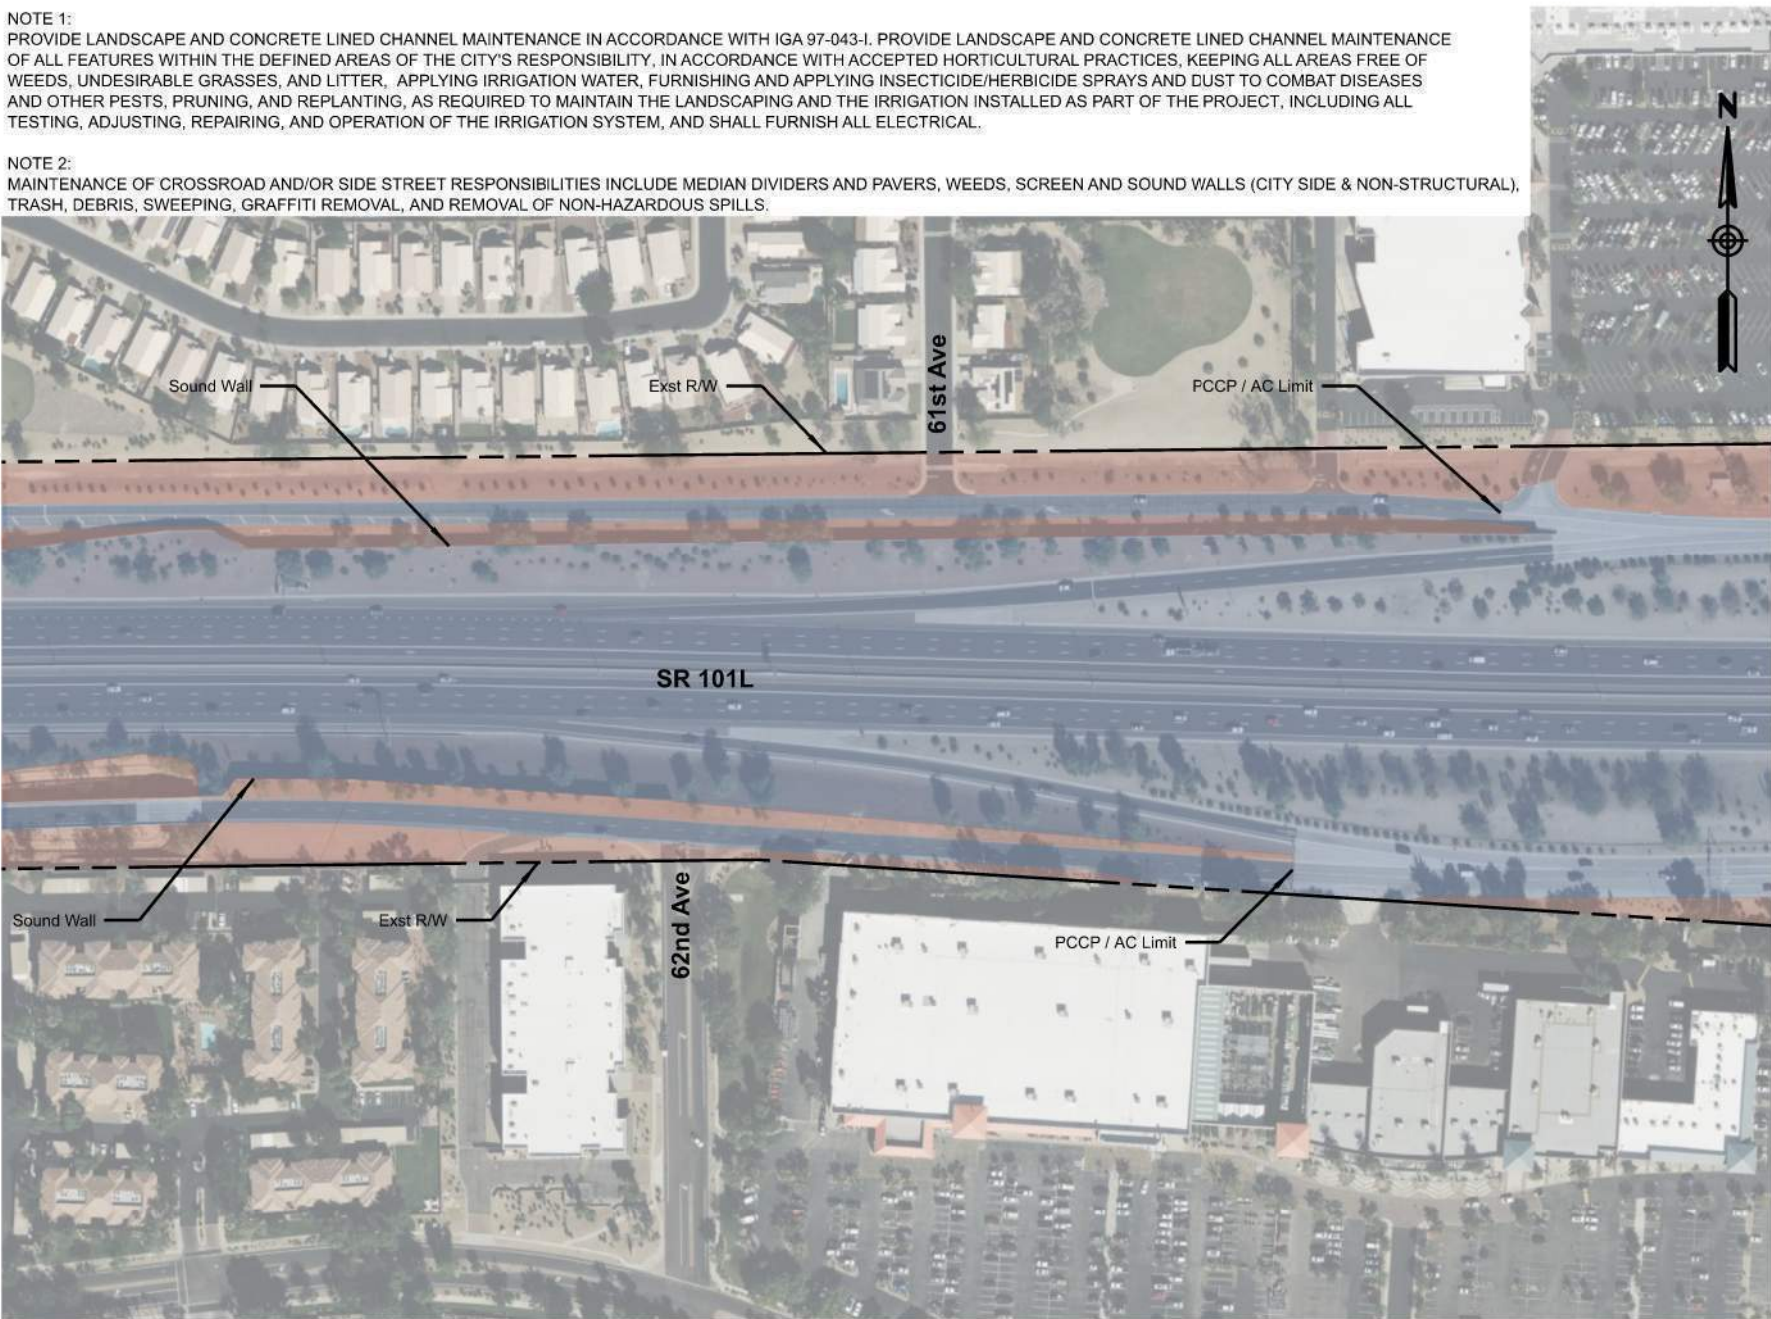 NOTE 1:
PROVIDE LANDSCAPE AND CONCRETE LINED CHANNEL MAINTENANCE IN ACCORDANCE WITH IGA 97-043-I. PROVIDE LANDSCAPE AND CONCRETE LINED CHANNEL MAINTENANCE
OF ALL FEATURES WITHIN THE DEFINED AREAS OF THE CITY'S RESPONSIBILITY, IN ACCORDANCE WITH ACCEPTED HORTICULTURAL PRACTICES, KEEPING ALL AREAS FREE OF
WEEDS, UNDESIRABLE GRASSES, AND LITTER, APPLYING IRRIGATION WATER, FURNISHING AND APPLYING INSECTICIDE/HERBICIDE SPRAYS AND DUST TO COMBAT DISEASES
AND OTHER PESTS, PRUNING, AND REPLANTING, AS REQUIRED TO MAINTAIN THE LANDSCAPING AND THE IRRIGATION INSTALLED AS PART OF THE PROJECT, INCLUDING ALL
TESTING, ADJUSTING, REPAIRING, AND OPERATION OF THE IRRIGATION SYSTEM, AND SHALL FURNISH ALL ELECTRICAL.
NOTE 2:
MAINTENANCE OF CROSSROAD AND/OR SIDE STREET RESPONSIBILITIES INCLUDE MEDIAN DIVIDERS AND PAVERS, WEEDS, SCREEN AND SOUND WALLS (CITY SIDE & NON-STRUCTURAL),
TRASH, DEBRIS, SWEEPING, GRAFFITI REMOVAL, AND REMOVAL OF NON-HAZARDOUS SPILLS.
N
Sound Wall
Exst R/W
61st Ave
PCCP / AC Limit
SR 101L
Sound Wall
Exst R/W
62nd Ave
PCCP / AC Limit